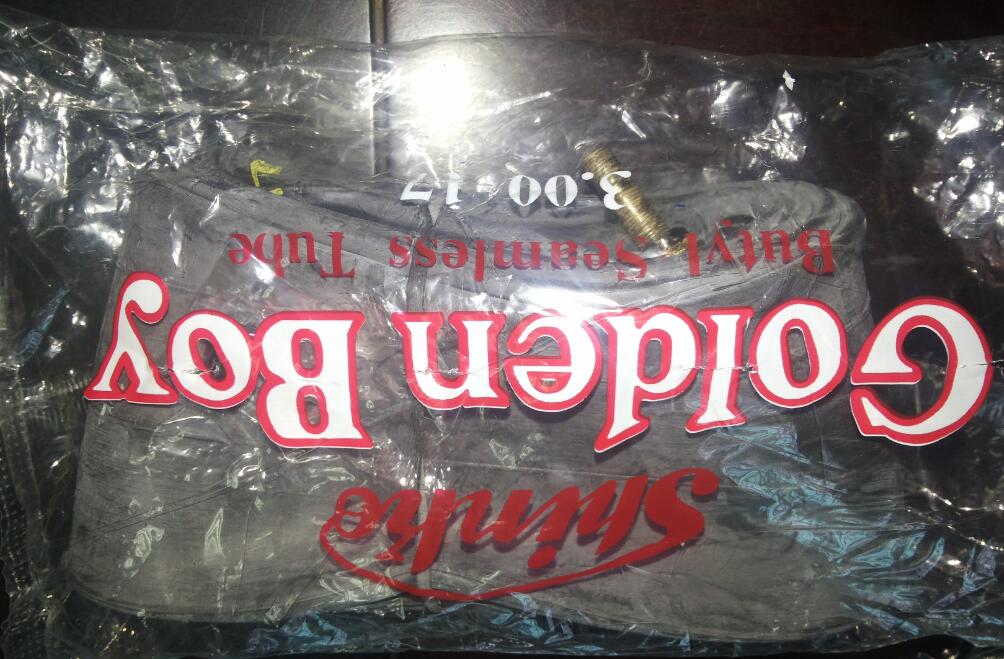 Shinko
Golden Boy
Butyl Seamless Tube
3.00-17